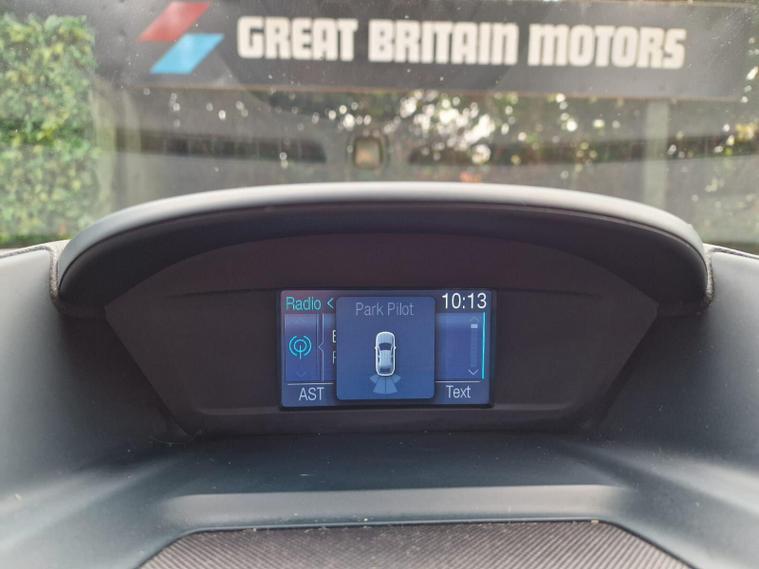 GREAT BRITAIN MOTORS
Radio <
10:13
Park Pilot
AST
Text